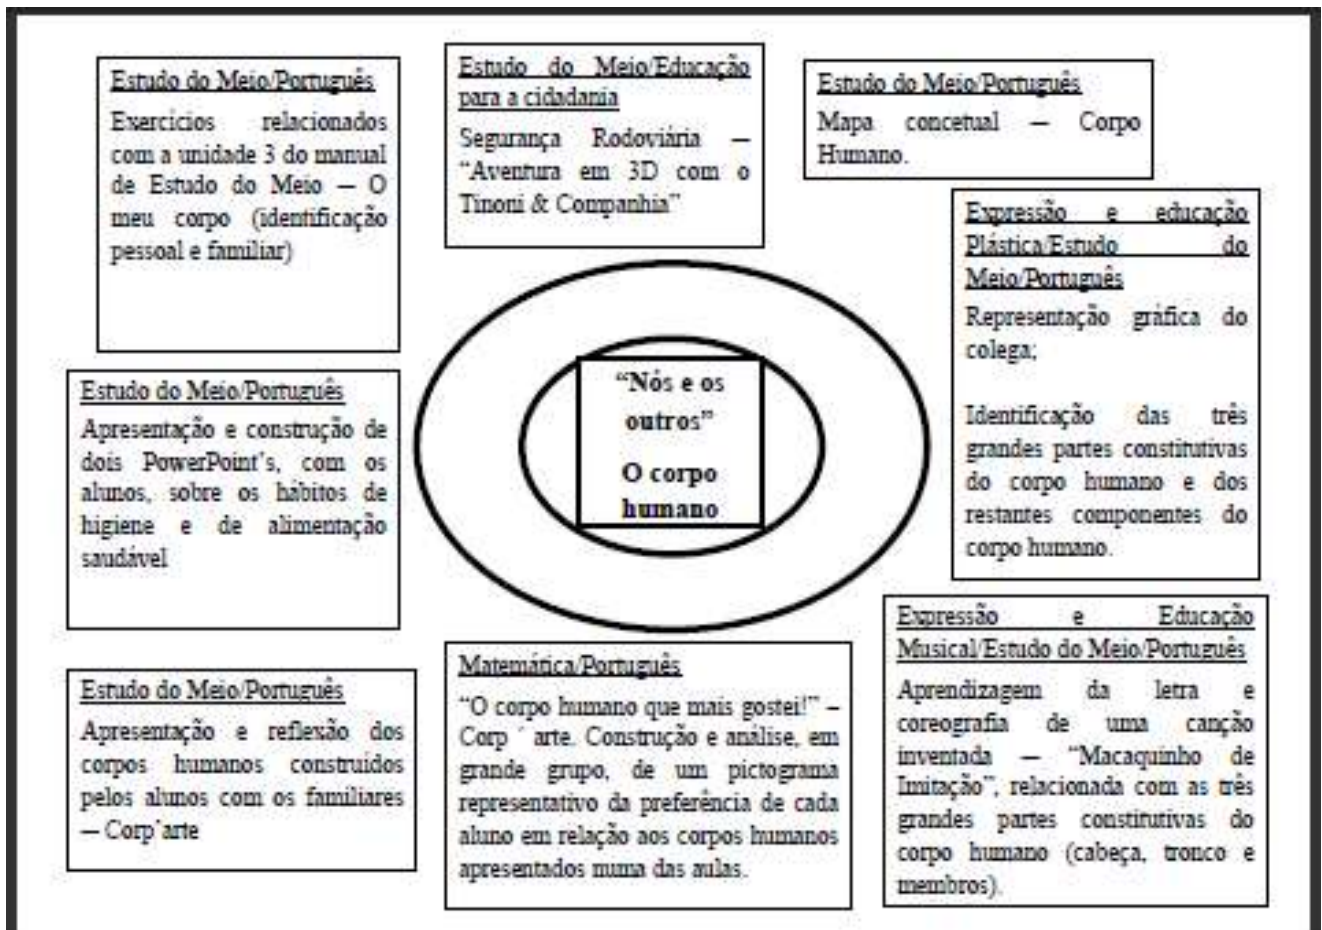 Estudo do Meio/Português
Exercícios relacionados
com a unidade 3 do manual
de Estudo do Meio – O
meu corpo (identificação
pessoal e familiar)
Estudo do Meio/Educação
para a cidadania
Segurança Rodoviária –
“Aventura em 3D com o
Tinoni & Companhia”
Estudo do Meio/Português
Mapa concetual – Corpo
Humano.
Expressão e educação
Plástica/Estudo do
Meio/Português
Representação gráfica do
colega;
Identificação das três
grandes partes constitutivas
do corpo humano e dos
restantes componentes do
corpo humano.
Estudo do Meio/Português
Apresentação e construção de
dois PowerPoint's, com os
alunos, sobre os hábitos de
higiene e de alimentação
saudável
“Nós e os
outros”
O corpo
humano
Expressão e Educação
Musical/Estudo do Meio/Português
Aprendizagem da letra e
coreografia de uma canção
inventada – “Macaquinho de
Imitação”, relacionada com as três
grandes partes constitutivas do
corpo humano (cabeça, tronco e
membros).
Estudo do Meio/Português
Apresentação e reflexão dos
corpos humanos construídos
pelos alunos com os familiares
– Corp´arte
Matemática/Português
“O corpo humano que mais gostei!” –
Corp ´ arte. Construção e análise, em
grande grupo, de um pictograma
representativo da preferência de cada
aluno em relação aos corpos humanos
apresentados numa das aulas.